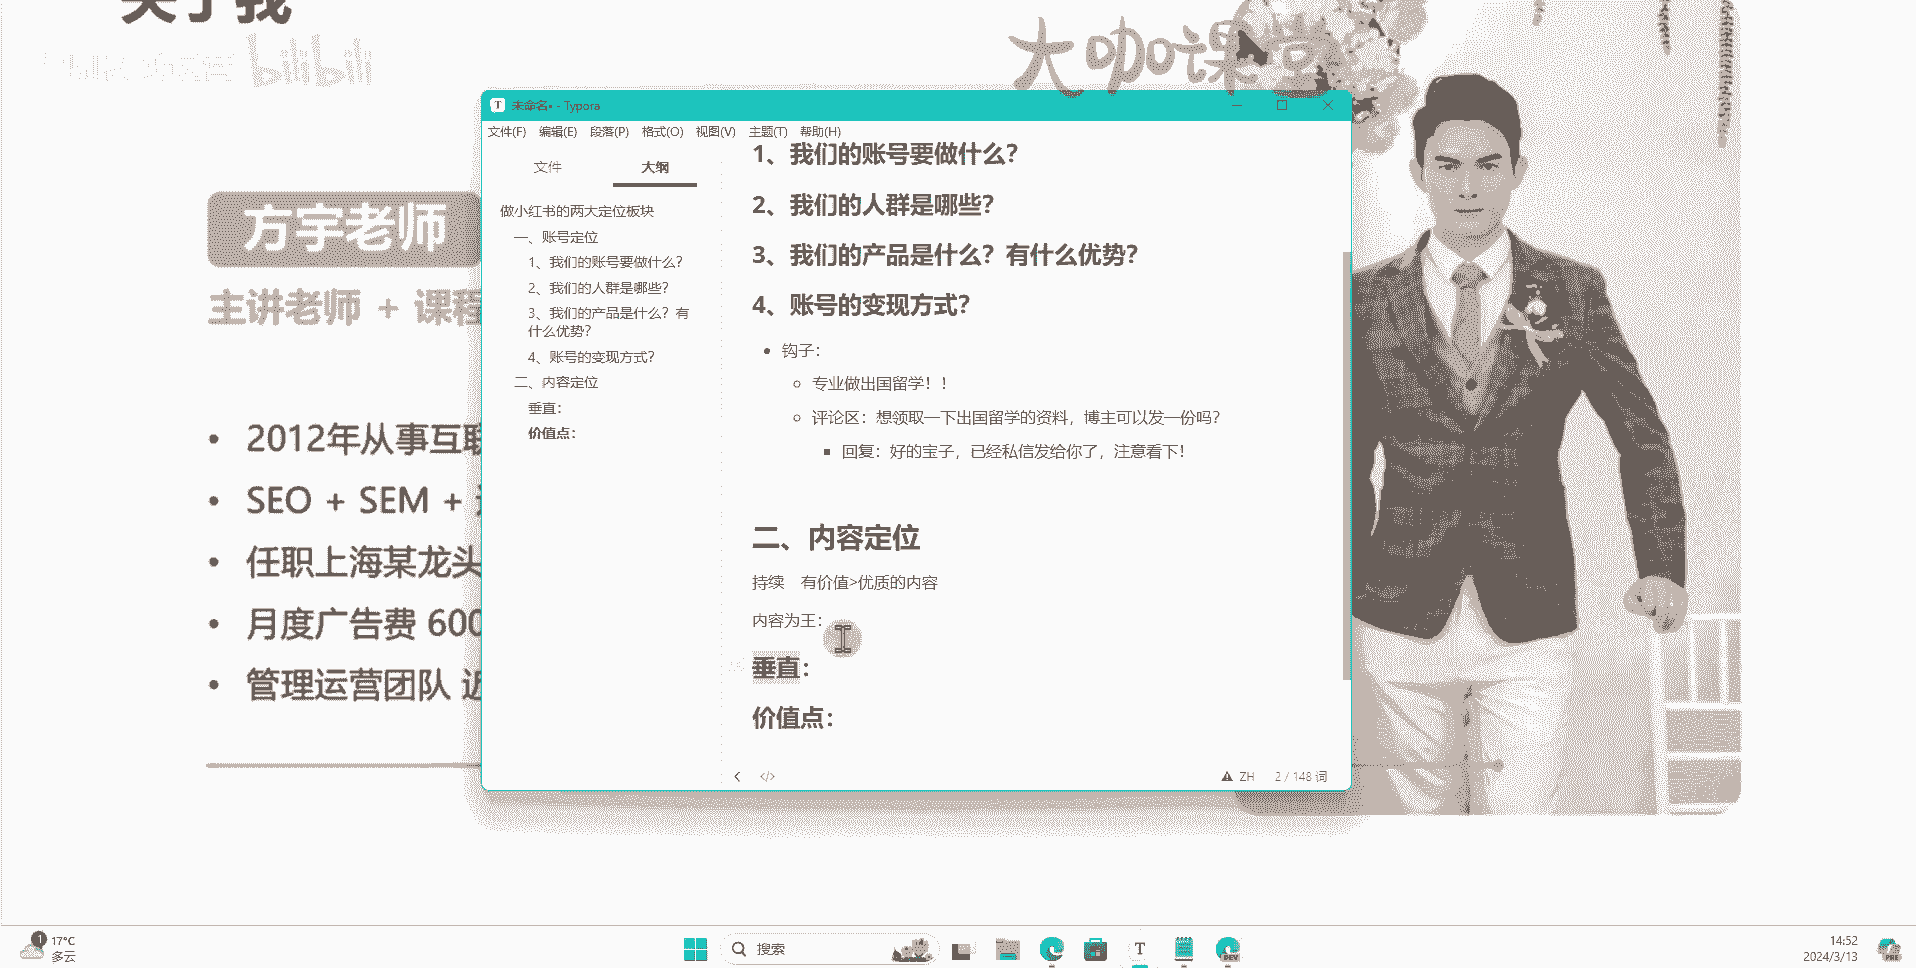 关于我
bilibili
大咖课堂
方宇老师
主讲老师 + 课程
2012年从事互联
SEO + SEM +
任职上海某龙头
月度广告费 600
管理运营团队 近
未命名• - Typora
文件(F) 编辑(E) 段落(P) 格式(O) 视图(V) 主题(T) 帮助(H)
文件 大纲
做小红书的两大定位板块
一、账号定位
1、我们的账号要做什么？
2、我们的人群是哪些？
3、我们的产品是什么？有
什么优势？
4、账号的变现方式？
二、内容定位
垂直：
价值点：
1、我们的账号要做什么？
2、我们的人群是哪些？
3、我们的产品是什么？有什么优势？
4、账号的变现方式？
钩子：
专业做出国留学！！
评论区：想领取一下出国留学的资料，博主可以发一份吗？
回复：好的宝子，已经私信发给你了，注意看下！
二、内容定位
持续 有价值>优质的内容
内容为王：
垂直：
价值点：
ZH 2 / 148 词
1
17°C
多云
搜索
T
DEV
14:52
2024/3/13
PRE